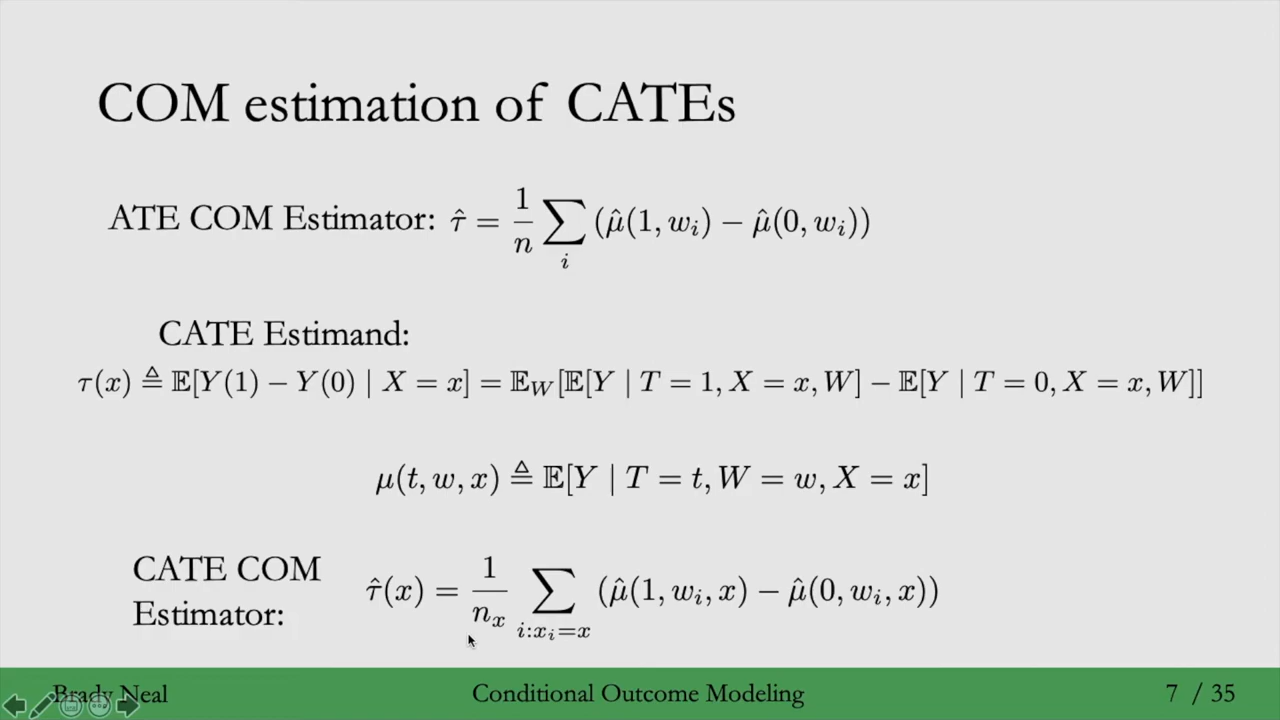 COM estimation of CATEs
ATE COM Estimator: τ̂ = 1/n ∑_i (μ̂(1, w_i) − μ̂(0, w_i))
CATE Estimand:
τ(x) ≜ 𝔼[Y(1) − Y(0) | X = x] = 𝔼_W[𝔼[Y | T = 1, X = x, W] − 𝔼[Y | T = 0, X = x, W]]
μ(t, w, x) ≜ 𝔼[Y | T = t, W = w, X = x]
CATE COM
Estimator:
τ̂(x) = 1/n_x ∑_{i:x_i=x} (μ̂(1, w_i, x) − μ̂(0, w_i, x))
Brady Neal
Conditional Outcome Modeling
7 / 35